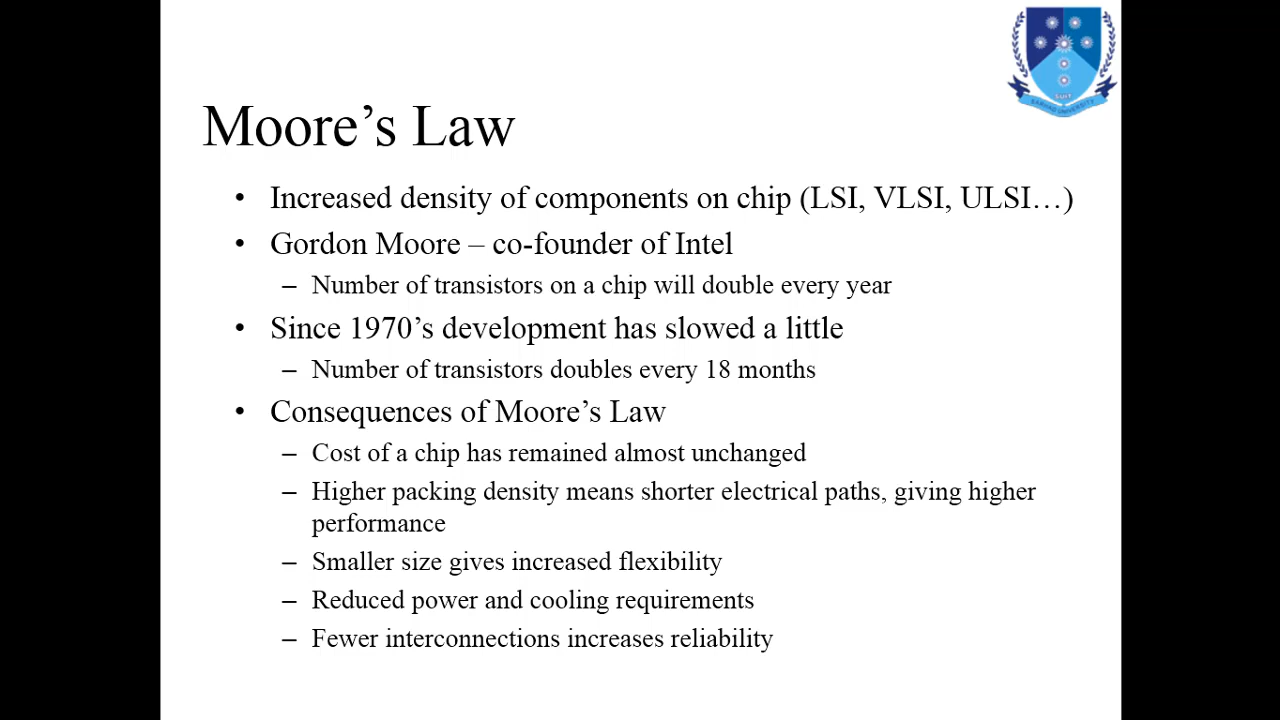 SUIT
SARHAD UNIVERSITY
Moore’s Law
• Increased density of components on chip (LSI, VLSI, ULSI…)
• Gordon Moore – co-founder of Intel
– Number of transistors on a chip will double every year
• Since 1970’s development has slowed a little
– Number of transistors doubles every 18 months
• Consequences of Moore’s Law
– Cost of a chip has remained almost unchanged
– Higher packing density means shorter electrical paths, giving higher
performance
– Smaller size gives increased flexibility
– Reduced power and cooling requirements
– Fewer interconnections increases reliability